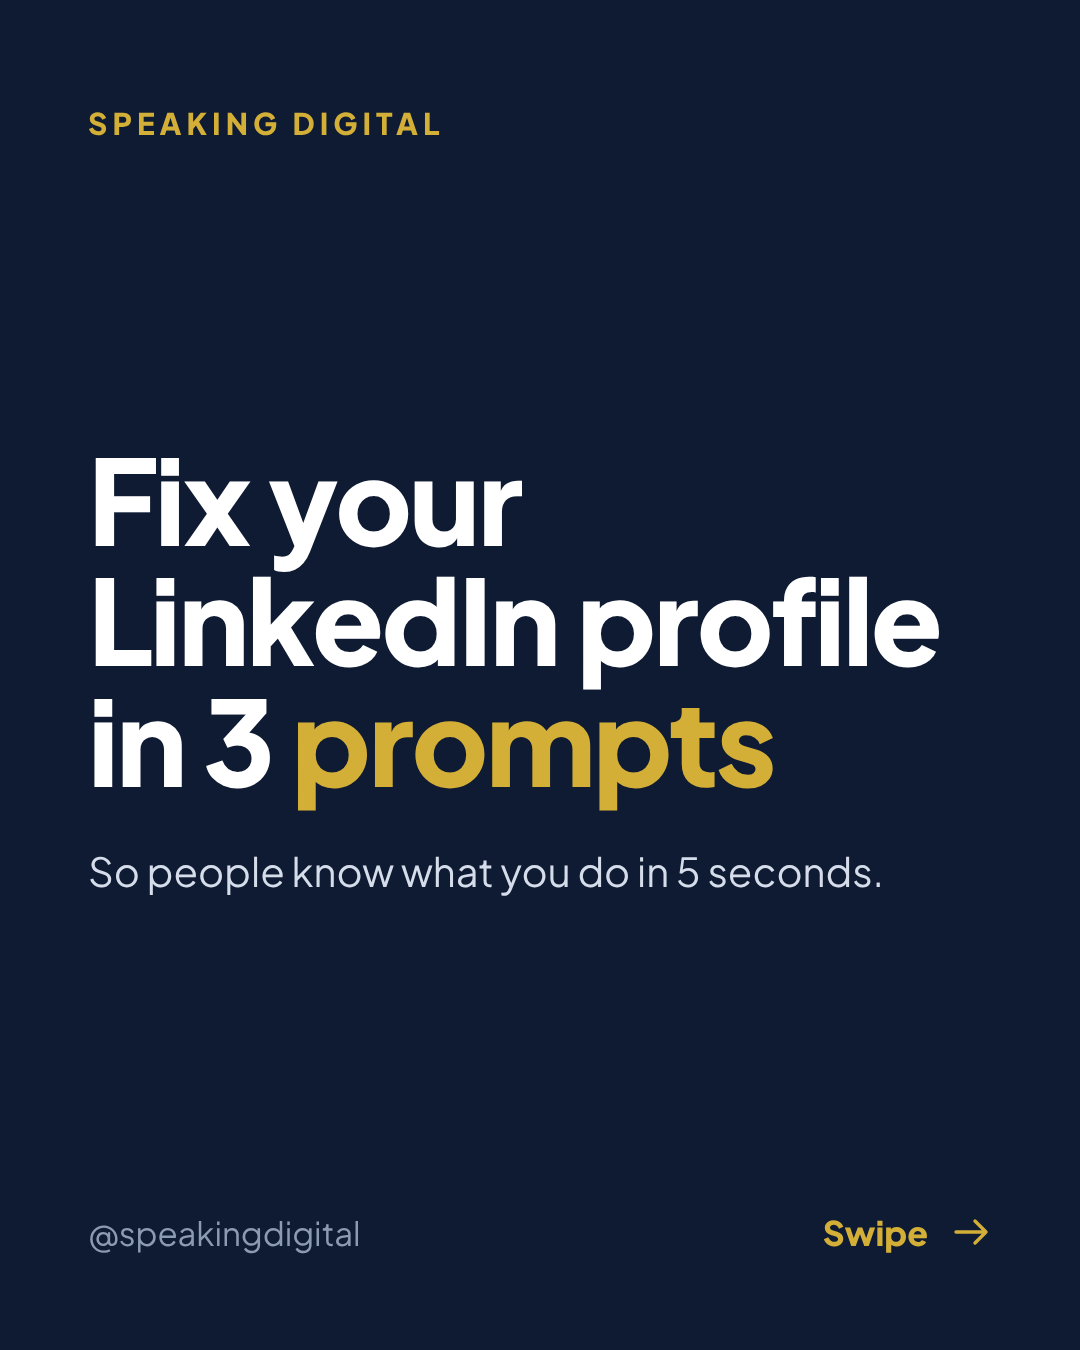 SPEAKING DIGITAL
Fix your
LinkedIn profile
in 3 prompts
So people know what you do in 5 seconds.
@speakingdigital
Swipe →